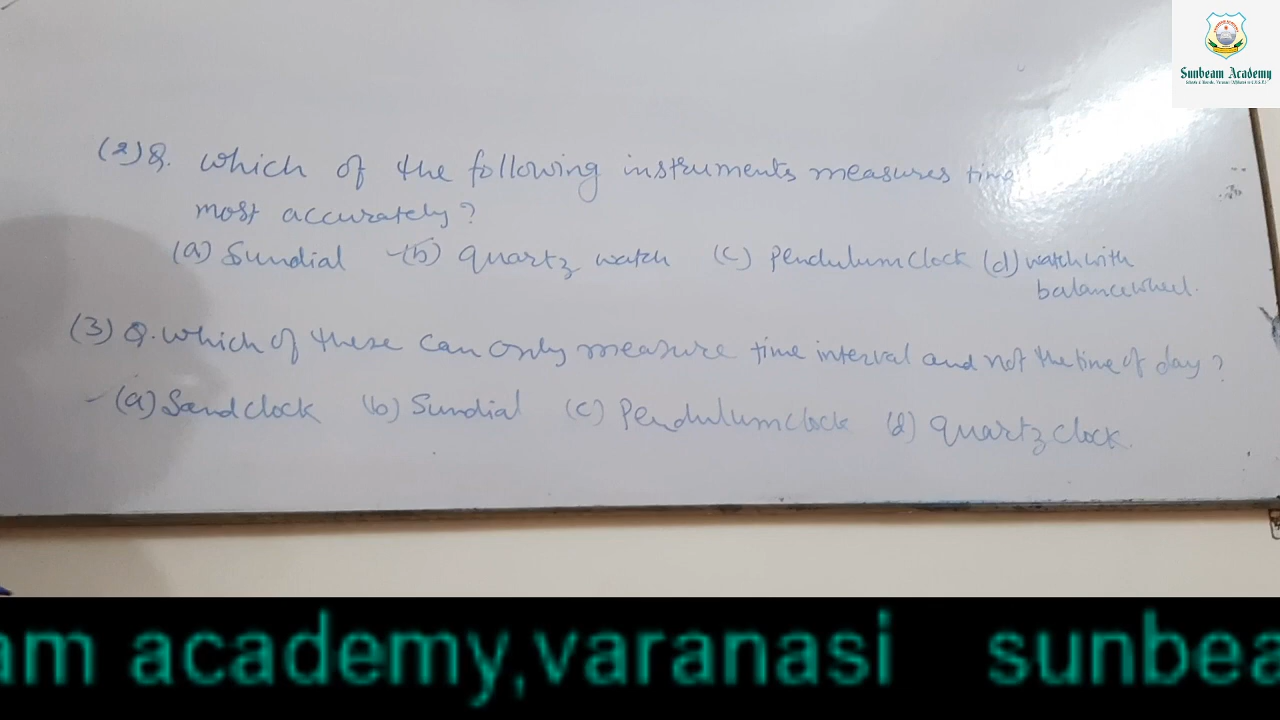 Sunbeam Academy
(2) Q. Which of the following instruments measures time
most accurately?
(a) Sundial (b) quartz watch (c) Pendulum clock (d) watch with
balance wheel.
(3) Q. Which of these can only measure time interval and not the time of day?
(a) Sand clock (b) Sundial (c) Pendulum clock (d) quartz clock.
am academy,varanasi sunbea